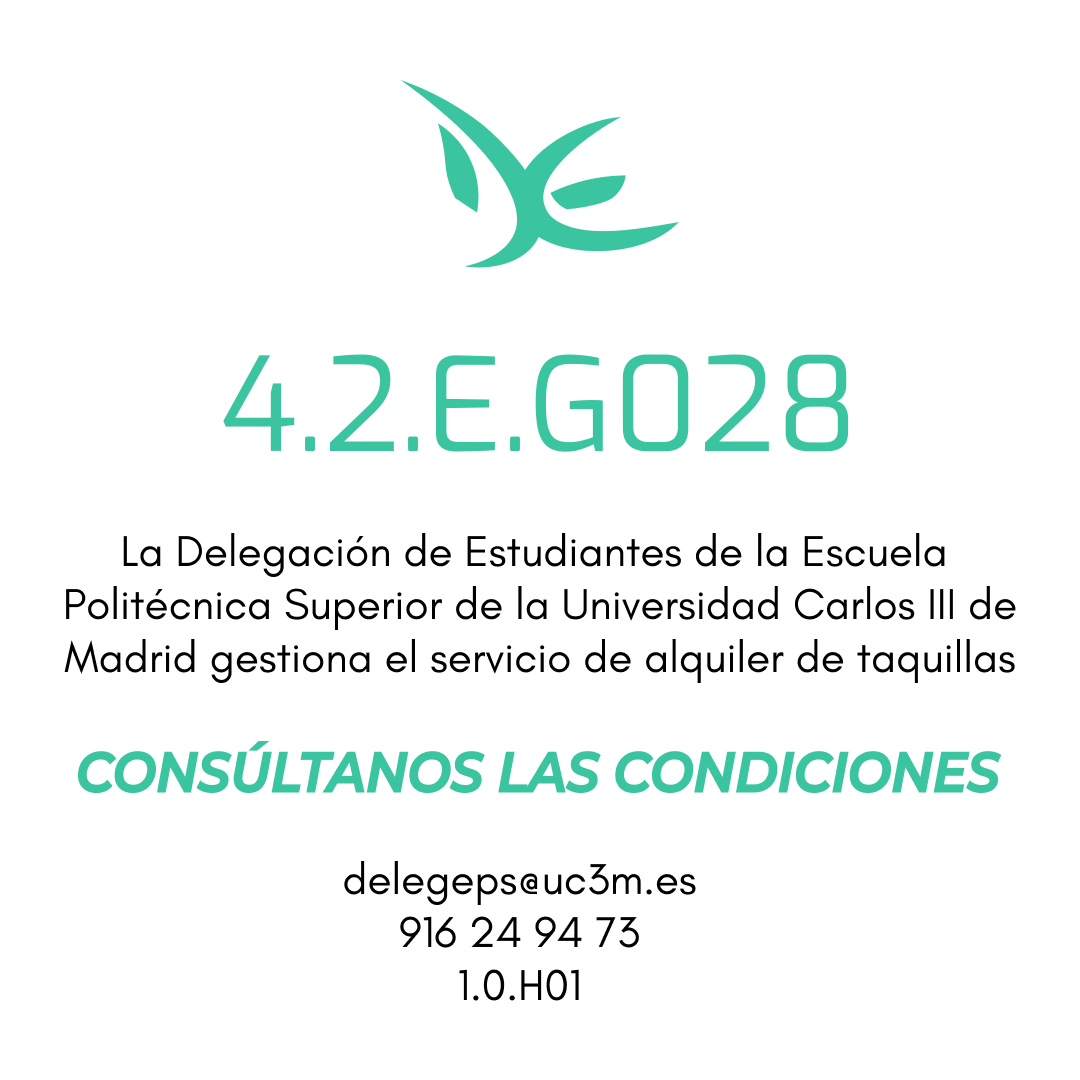 4.2.E.G028
La Delegación de Estudiantes de la Escuela
Politécnica Superior de la Universidad Carlos III de
Madrid gestiona el servicio de alquiler de taquillas
CONSÚLTANOS LAS CONDICIONES
delegeps@uc3m.es
916 24 94 73
1.0.H01